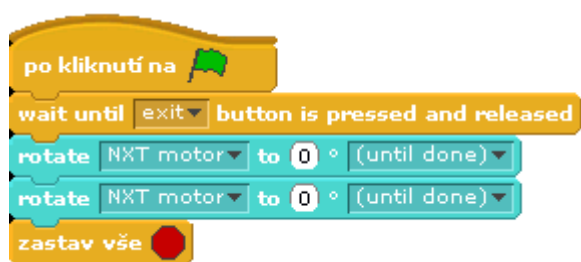 po kliknutí na
wait until exit button is pressed and released
rotate NXT motor to 0 ° (until done)
rotate NXT motor to 0 ° (until done)
zastav vše